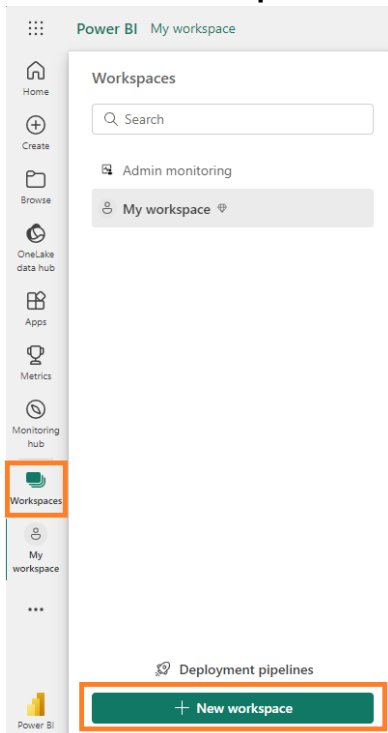 Power BI My workspace
Home
Create
Browse
OneLake
data hub
Apps
Metrics
Monitoring
hub
Workspaces
My
workspace
Power BI
Workspaces
Search
Admin monitoring
My workspace
Deployment pipelines
+ New workspace